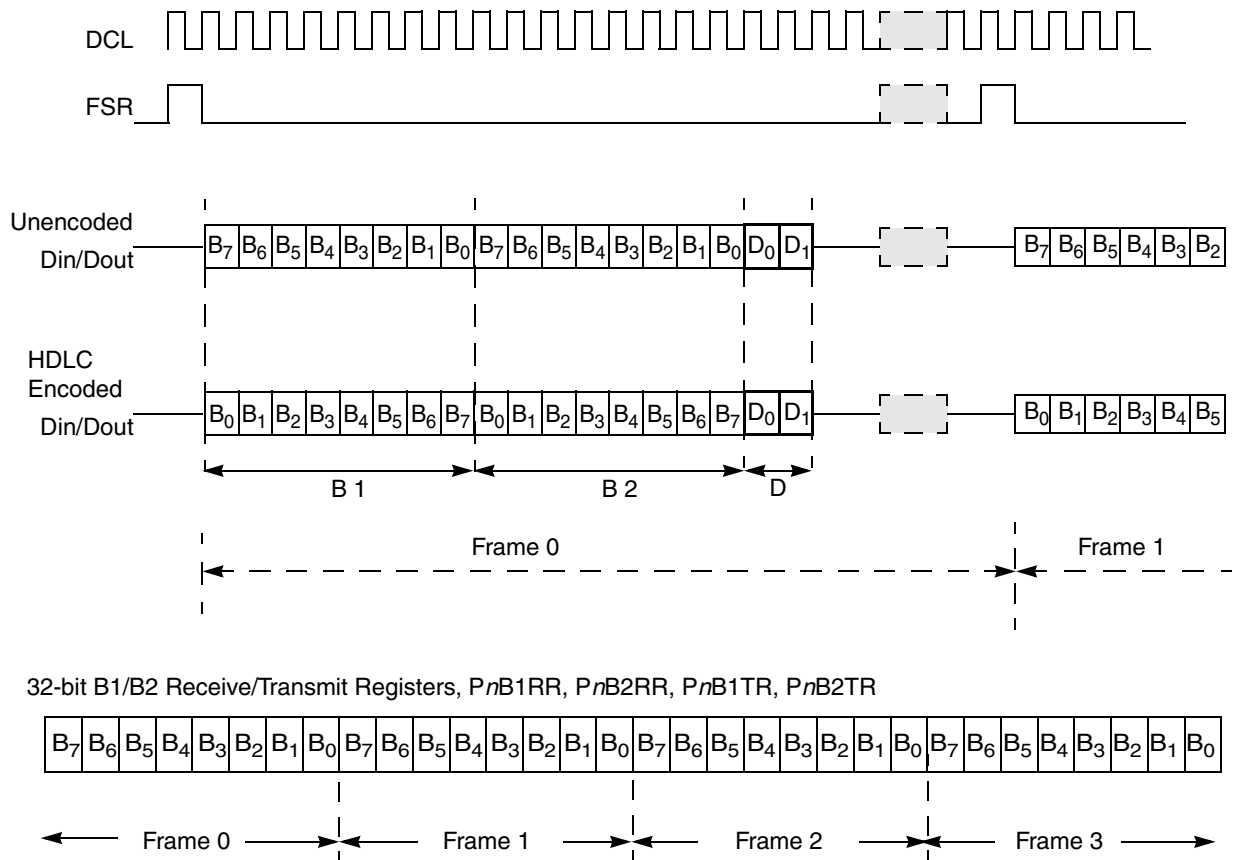 DCL
FSR
Unencoded
Din/Dout
B7 B6 B5 B4 B3 B2 B1 B0 B7 B6 B5 B4 B3 B2 B1 B0 D0 D1 B7 B6 B5 B4 B3 B2
HDLC
Encoded
Din/Dout
B0 B1 B2 B3 B4 B5 B6 B7 B0 B1 B2 B3 B4 B5 B6 B7 D0 D1 B0 B1 B2 B3 B4 B5
B 1 B 2 D
Frame 0 Frame 1
32-bit B1/B2 Receive/Transmit Registers, PnB1RR, PnB2RR, PnB1TR, PnB2TR
B7 B6 B5 B4 B3 B2 B1 B0 B7 B6 B5 B4 B3 B2 B1 B0 B7 B6 B5 B4 B3 B2 B1 B0 B7 B6 B5 B4 B3 B2 B1 B0
Frame 0 Frame 1 Frame 2 Frame 3